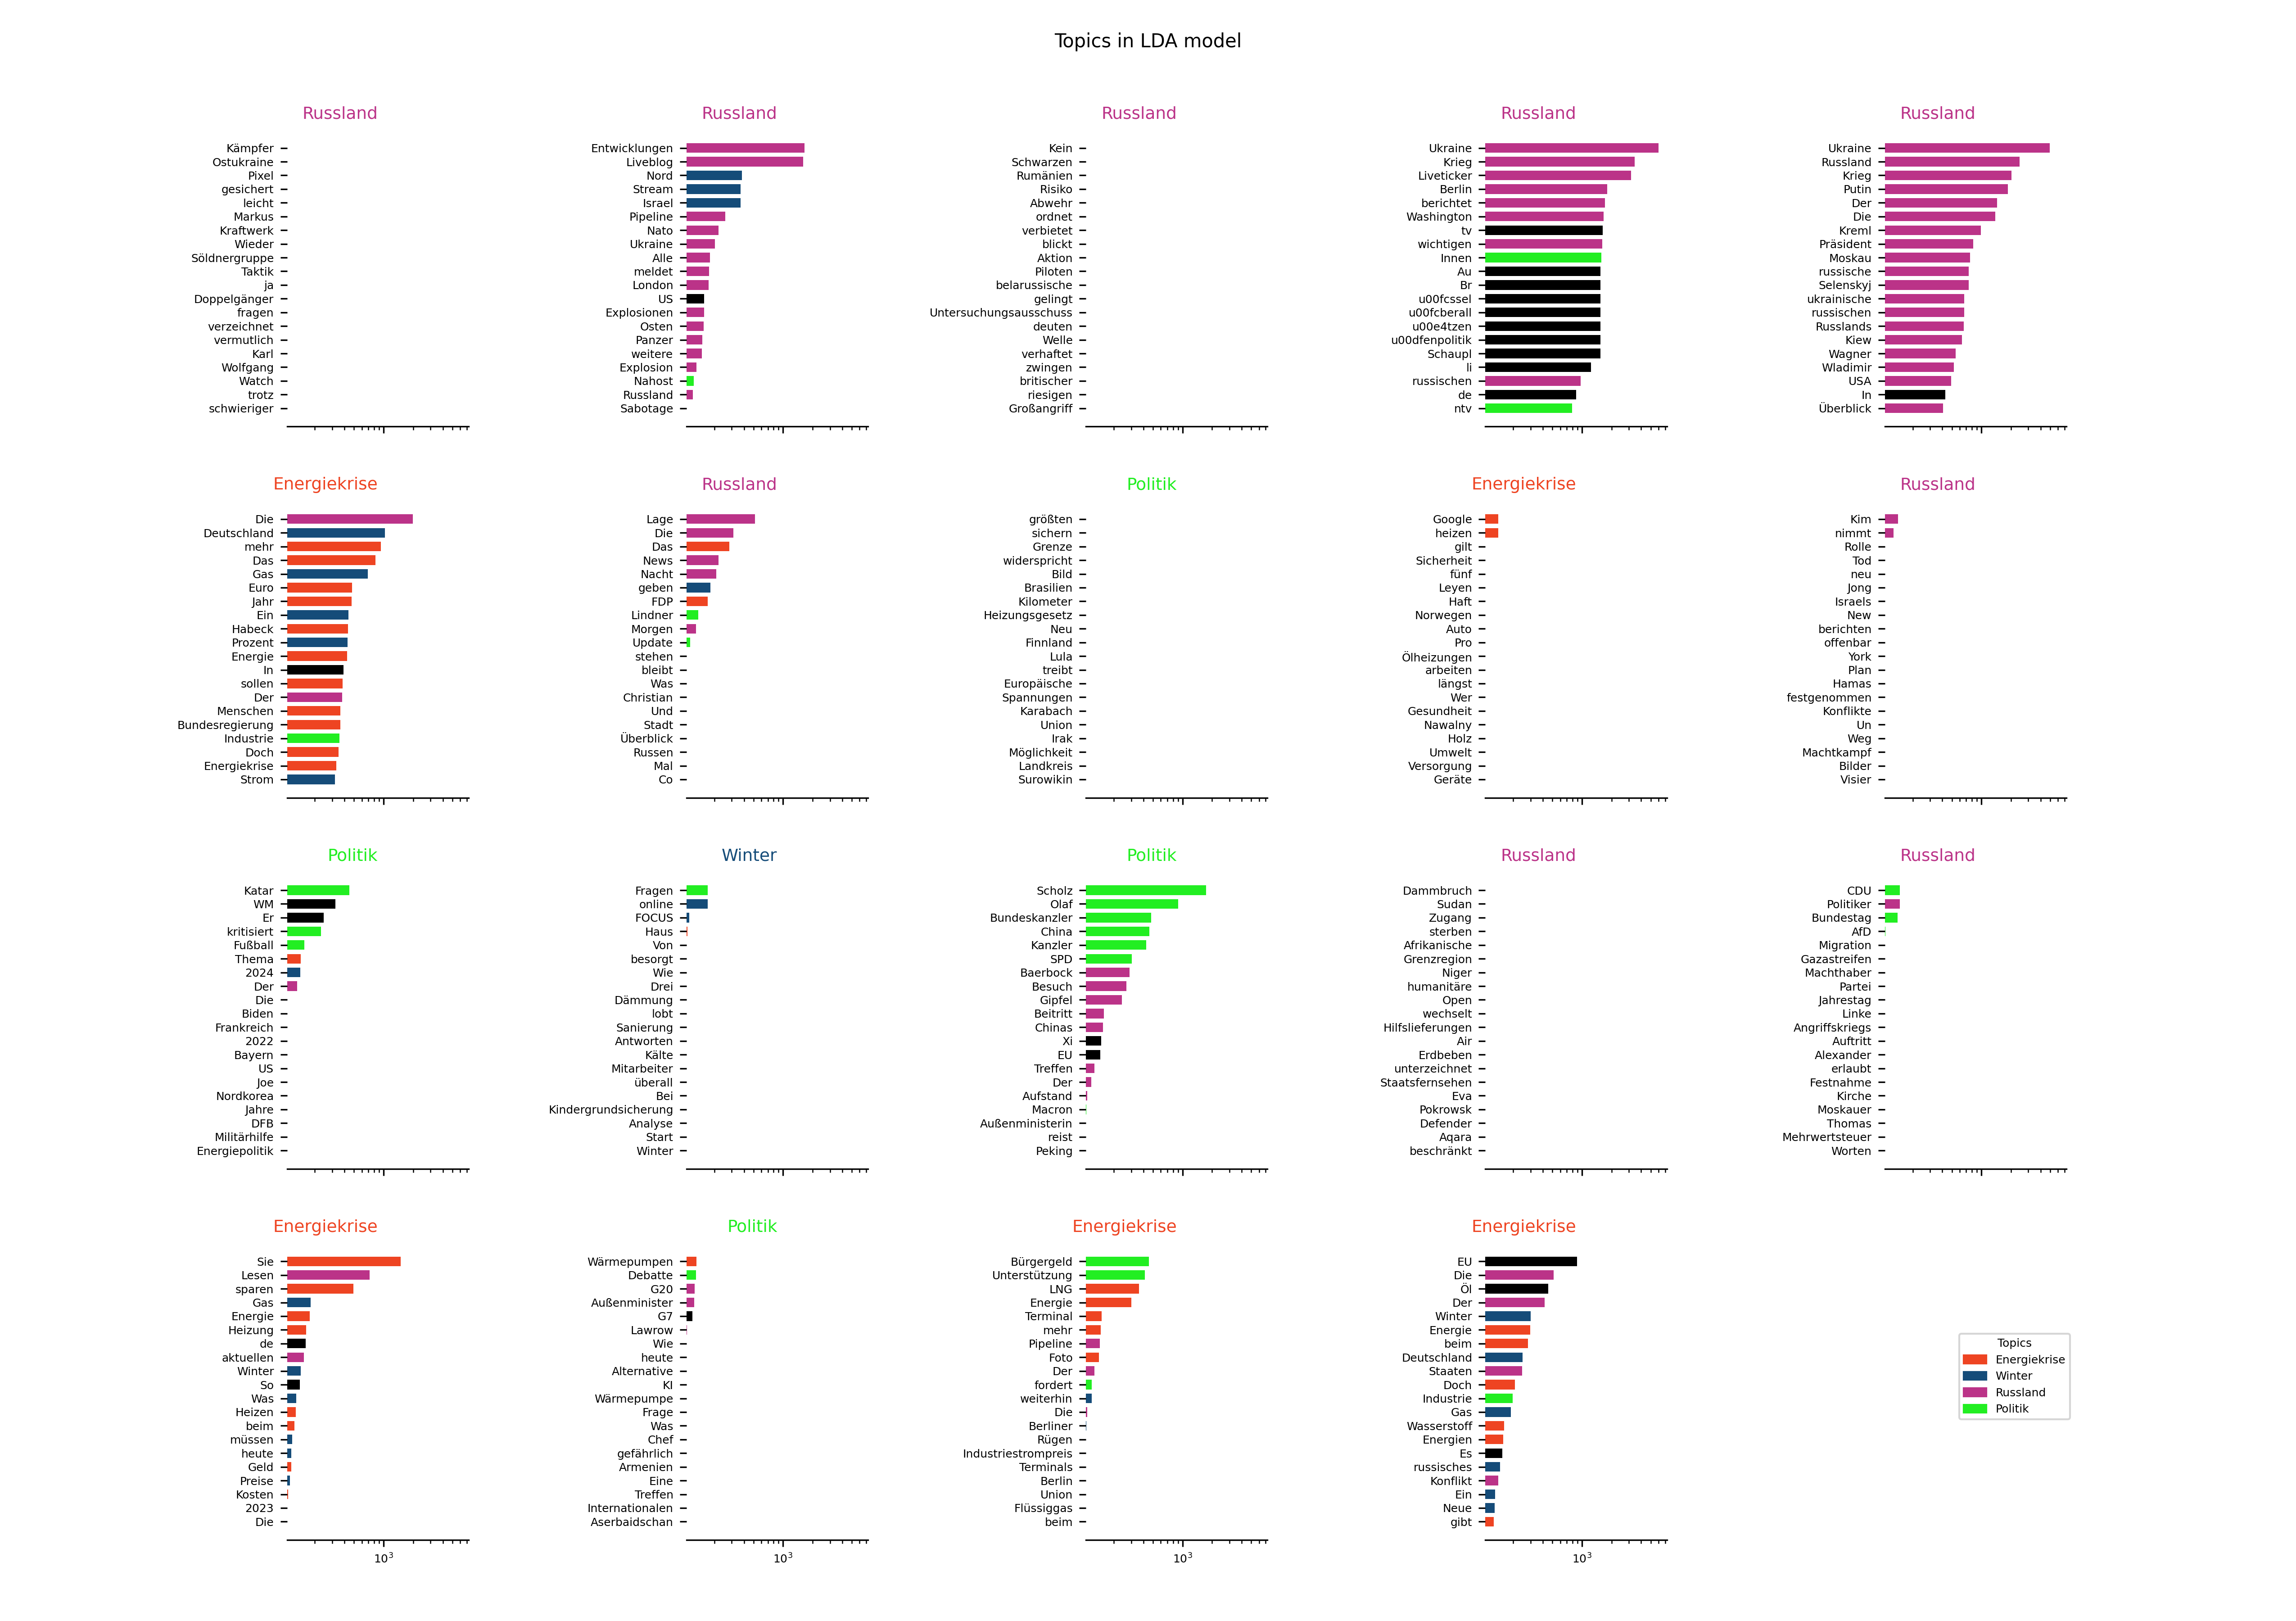 Topics in LDA model
Russland
Kämpfer
Ostukraine
Pixel
gesichert
leicht
Markus
Kraftwerk
Wieder
Söldnergruppe
Taktik
ja
Doppelgänger
fragen
verzeichnet
vermutlich
Karl
Wolfgang
Watch
trotz
schwieriger
Russland
Entwicklungen
Liveblog
Nord
Stream
Israel
Pipeline
Nato
Ukraine
Alle
meldet
London
US
Explosionen
Osten
Panzer
weitere
Explosion
Nahost
Russland
Sabotage
Russland
Kein
Schwarzen
Rumänien
Risiko
Abwehr
ordnet
verbietet
blickt
Aktion
Piloten
belarussische
gelingt
Untersuchungsausschuss
deuten
Welle
verhaftet
zwingen
britischer
riesigen
Großangriff
Russland
Ukraine
Krieg
Liveticker
Berlin
berichtet
Washington
tv
wichtigen
Innen
Au
Br
u00fcssel
u00fcberall
u00e4tzen
u00dfenpolitik
Schaupl
li
russischen
de
ntv
Russland
Ukraine
Russland
Krieg
Putin
Der
Die
Kreml
Präsident
Moskau
russische
Selenskyj
ukrainische
russischen
Russlands
Kiew
Wagner
Wladimir
USA
In
Überblick
Energiekrise
Die
Deutschland
mehr
Das
Gas
Euro
Jahr
Ein
Habeck
Prozent
Energie
In
sollen
Der
Menschen
Bundesregierung
Industrie
Doch
Energiekrise
Strom
Russland
Lage
Die
Das
News
Nacht
geben
FDP
Lindner
Morgen
Update
stehen
bleibt
Was
Christian
Und
Stadt
Überblick
Russen
Mal
Co
Politik
größten
sichern
Grenze
widerspricht
Bild
Brasilien
Kilometer
Heizungsgesetz
Neu
Finnland
Lula
treibt
Europäische
Spannungen
Karabach
Union
Irak
Möglichkeit
Landkreis
Surowikin
Energiekrise
Google
heizen
gilt
Sicherheit
fünf
Leyen
Haft
Norwegen
Auto
Pro
Ölheizungen
arbeiten
längst
Wer
Gesundheit
Nawalny
Holz
Umwelt
Versorgung
Geräte
Russland
Kim
nimmt
Rolle
Tod
neu
Jong
Israels
New
berichten
offenbar
York
Plan
Hamas
festgenommen
Konflikte
Un
Weg
Machtkampf
Bilder
Visier
Politik
Katar
WM
Er
kritisiert
Fußball
Thema
2024
Der
Die
Biden
Frankreich
2022
Bayern
US
Joe
Nordkorea
Jahre
DFB
Militärhilfe
Energiepolitik
Winter
Fragen
online
FOCUS
Haus
Von
besorgt
Wie
Drei
Dämmung
lobt
Sanierung
Antworten
Kälte
Mitarbeiter
überall
Bei
Kindergrundsicherung
Analyse
Start
Winter
Politik
Scholz
Olaf
Bundeskanzler
China
Kanzler
SPD
Baerbock
Besuch
Gipfel
Beitritt
Chinas
Xi
EU
Treffen
Der
Aufstand
Macron
Außenministerin
reist
Peking
Russland
Dammbruch
Sudan
Zugang
sterben
Afrikanische
Grenzregion
Niger
humanitäre
Open
wechselt
Hilfslieferungen
Air
Erdbeben
unterzeichnet
Staatsfernsehen
Eva
Pokrowsk
Defender
Aqara
beschränkt
Russland
CDU
Politiker
Bundestag
AfD
Migration
Gazastreifen
Machthaber
Partei
Jahrestag
Linke
Angriffskriegs
Auftritt
Alexander
erlaubt
Festnahme
Kirche
Moskauer
Thomas
Mehrwertsteuer
Worten
Energiekrise
Sie
Lesen
sparen
Gas
Energie
Heizung
de
aktuellen
Winter
So
Was
Heizen
beim
müssen
heute
Geld
Preise
Kosten
2023
Die
10³
Politik
Wärmepumpen
Debatte
G20
Außenminister
G7
Lawrow
Wie
heute
Alternative
KI
Wärmepumpe
Frage
Was
Chef
gefährlich
Armenien
Eine
Treffen
Internationalen
Aserbaidschan
10³
Energiekrise
Bürgergeld
Unterstützung
LNG
Energie
Terminal
mehr
Pipeline
Foto
Der
fordert
weiterhin
Die
Berliner
Rügen
Industriestrompreis
Terminals
Berlin
Union
Flüssiggas
beim
10³
Energiekrise
EU
Die
Öl
Der
Winter
Energie
beim
Deutschland
Staaten
Doch
Industrie
Gas
Wasserstoff
Energien
Es
russisches
Konflikt
Ein
Neue
gibt
10³
Topics
Energiekrise
Winter
Russland
Politik